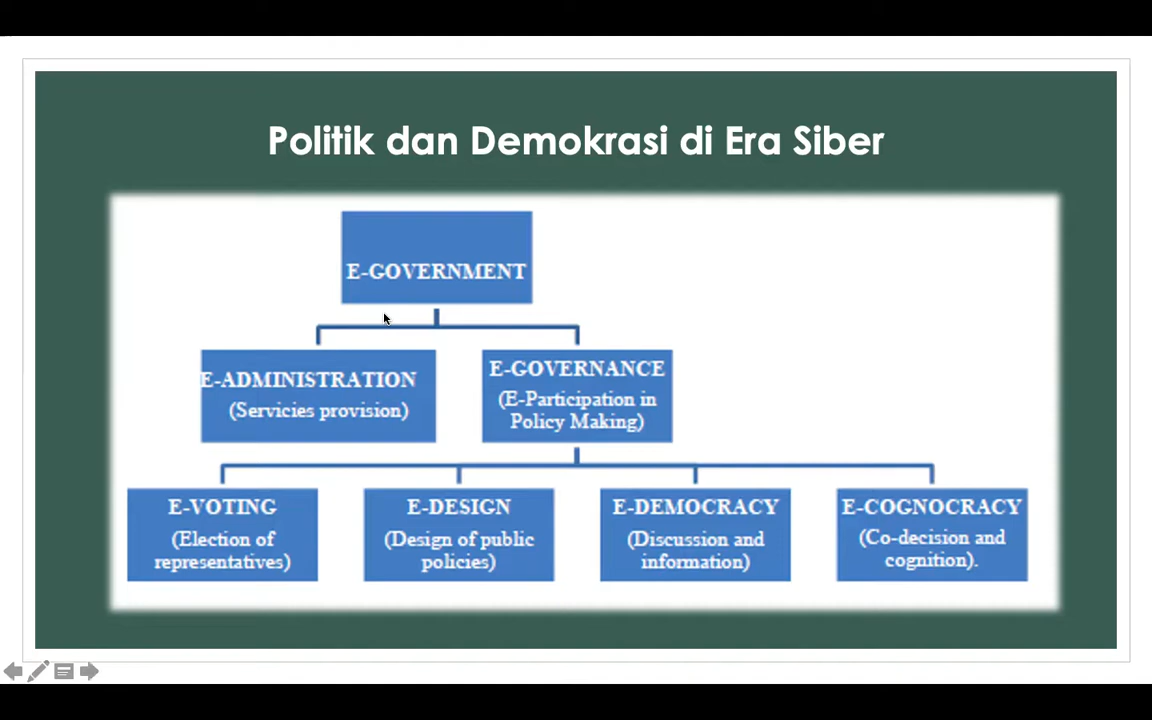 Politik dan Demokrasi di Era Siber
E-GOVERNMENT
E-ADMINISTRATION
(Servicies provision)
E-GOVERNANCE
(E-Participation in
Policy Making)
E-VOTING
(Election of
representatives)
E-DESIGN
(Design of public
policies)
E-DEMOCRACY
(Discussion and
information)
E-COGNOCRACY
(Co-decision and
cognition).